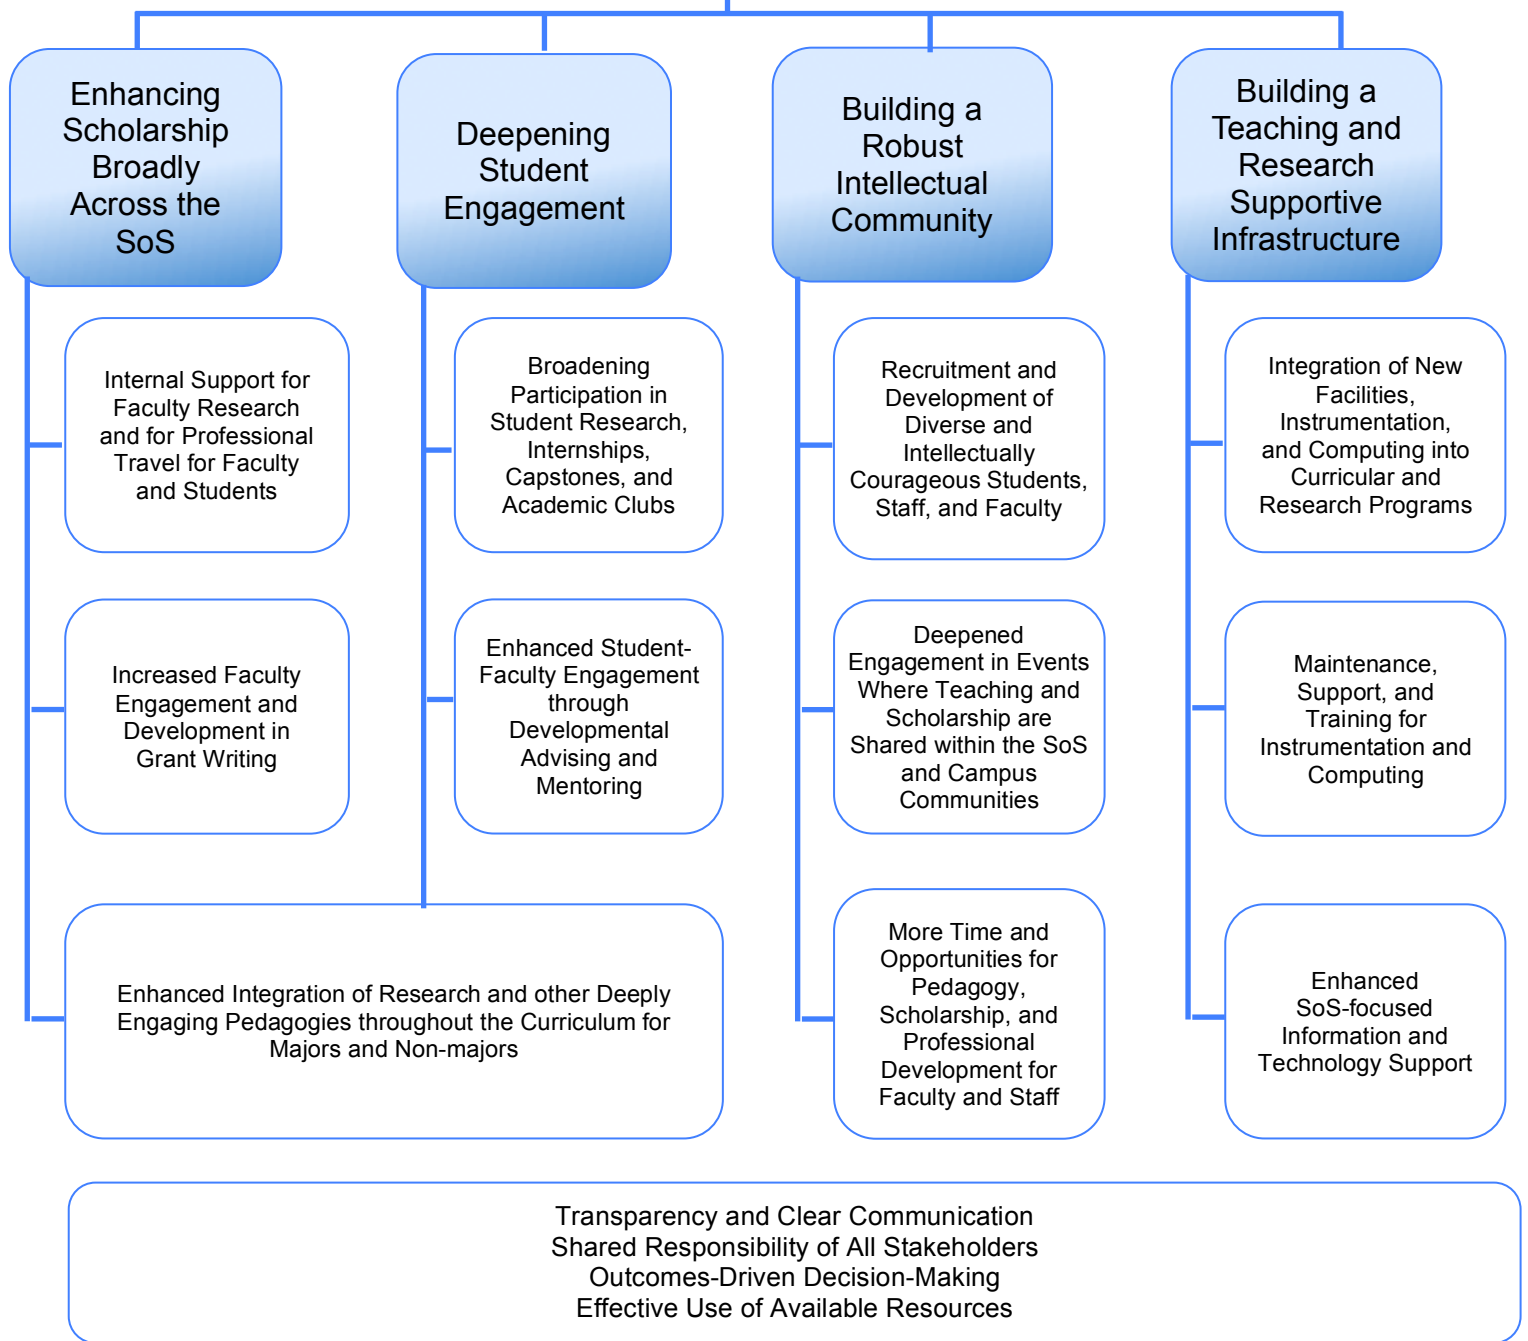 Enhancing
Scholarship
Broadly
Across the
SoS
Deepening
Student
Engagement
Building a
Robust
Intellectual
Community
Building a
Teaching and
Research
Supportive
Infrastructure
Internal Support for
Faculty Research
and for Professional
Travel for Faculty
and Students
Broadening
Participation in
Student Research,
Internships,
Capstones, and
Academic Clubs
Recruitment and
Development of
Diverse and
Intellectually
Courageous Students,
Staff, and Faculty
Integration of New
Facilities,
Instrumentation,
and Computing into
Curricular and
Research Programs
Increased Faculty
Engagement and
Development in
Grant Writing
Enhanced Student-
Faculty Engagement
through
Developmental
Advising and
Mentoring
Deepened
Engagement in Events
Where Teaching and
Scholarship are
Shared within the SoS
and Campus
Communities
Maintenance,
Support, and
Training for
Instrumentation and
Computing
Enhanced Integration of Research and other Deeply
Engaging Pedagogies throughout the Curriculum for
Majors and Non-majors
More Time and
Opportunities for
Pedagogy,
Scholarship, and
Professional
Development for
Faculty and Staff
Enhanced
SoS-focused
Information and
Technology Support
Transparency and Clear Communication
Shared Responsibility of All Stakeholders
Outcomes-Driven Decision-Making
Effective Use of Available Resources